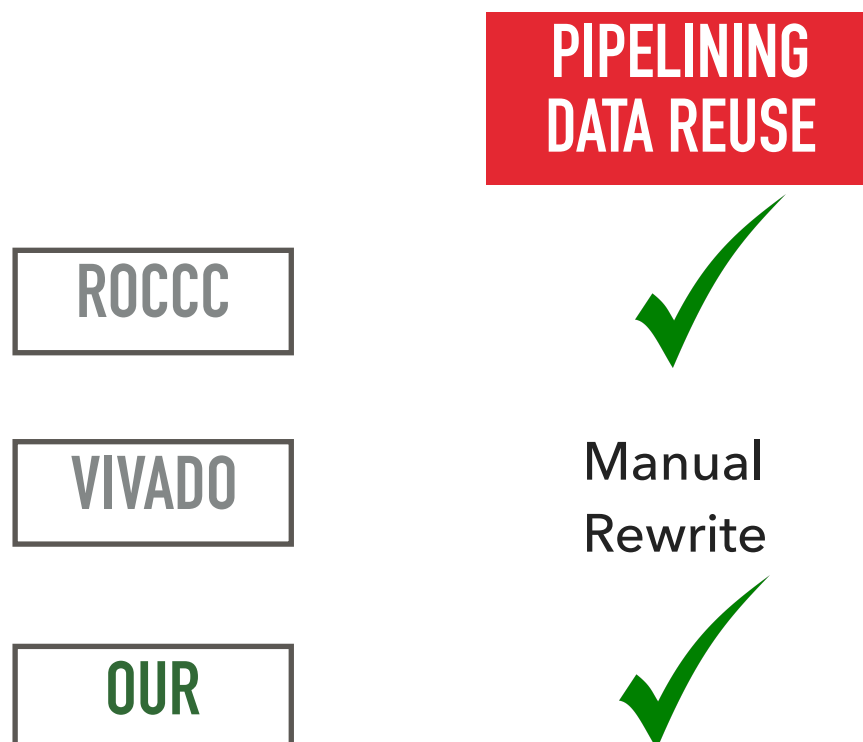 PIPELINING
DATA REUSE
ROCCC
VIVADO
Manual
Rewrite
OUR